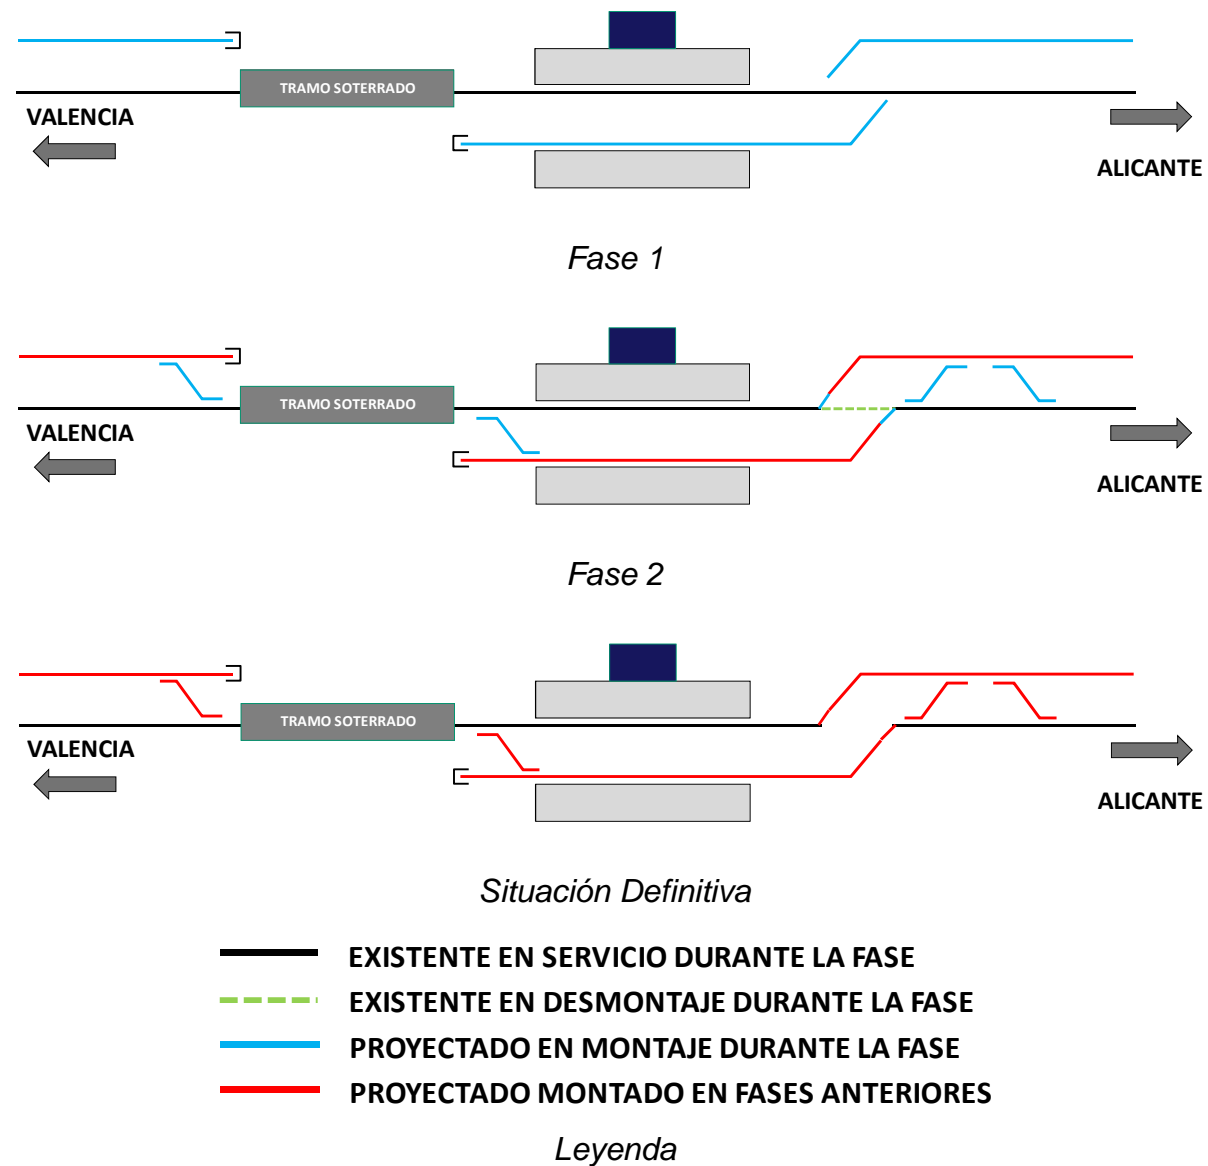 TRAMO SOTERRADO
VALENCIA
ALICANTE
Fase 1
TRAMO SOTERRADO
VALENCIA
ALICANTE
Fase 2
TRAMO SOTERRADO
VALENCIA
ALICANTE
Situación Definitiva
EXISTENTE EN SERVICIO DURANTE LA FASE
EXISTENTE EN DESMONTAJE DURANTE LA FASE
PROYECTADO EN MONTAJE DURANTE LA FASE
PROYECTADO MONTADO EN FASES ANTERIORES
Leyenda